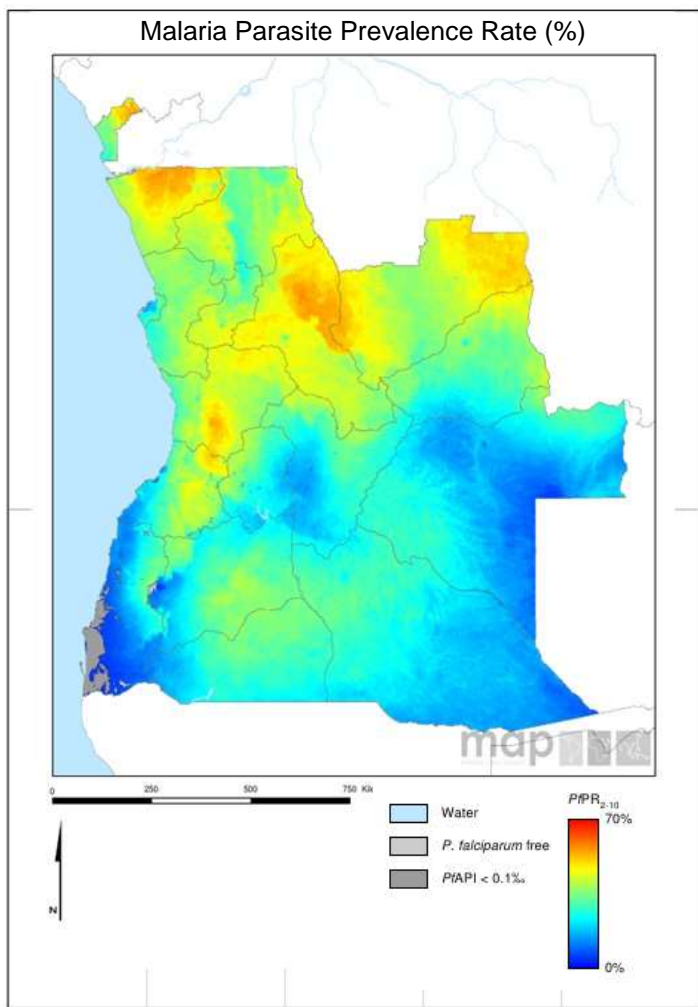 Malaria Parasite Prevalence Rate (%)
map
0 250 500 750 Kik
Water
P. falciparum free
PfAPI < 0.1‰
N
PfPR2-10
70%
0%